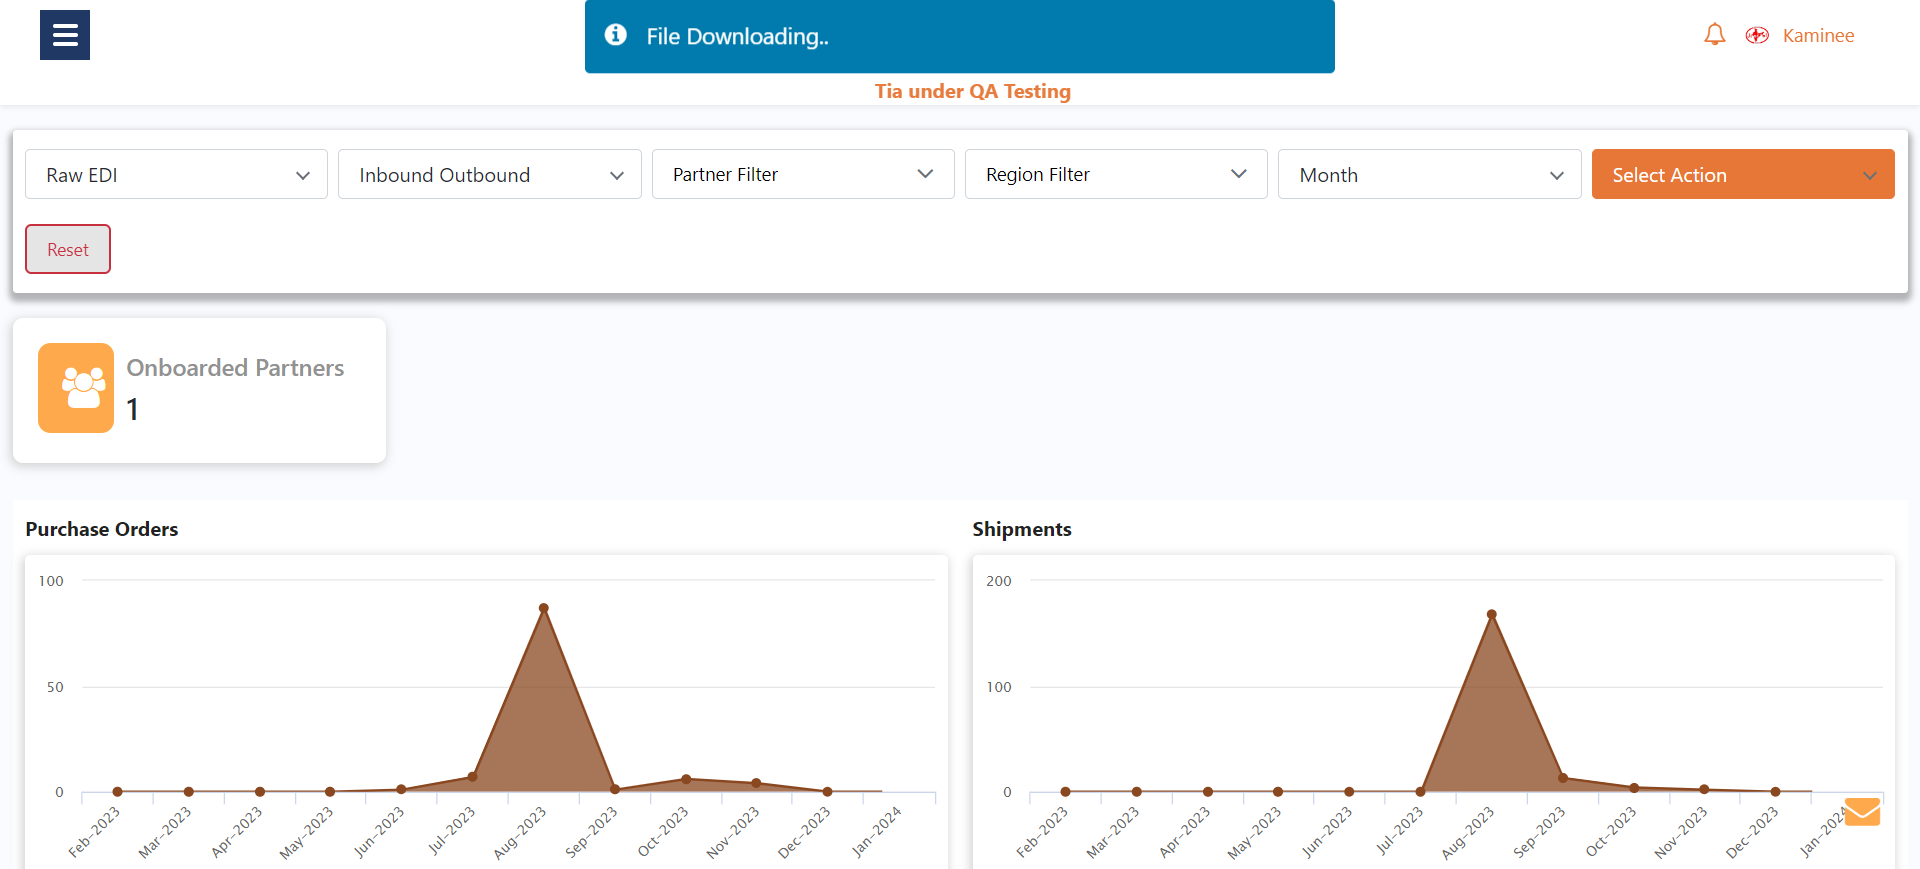 File Downloading..
Kaminee
Tia under QA Testing
Raw EDI
Inbound Outbound
Partner Filter
Region Filter
Month
Select Action
Reset
Onboarded Partners
1
Purchase Orders
100
50
0
Feb-2023
Mar-2023
Apr-2023
May-2023
Jun-2023
Jul-2023
Aug-2023
Sep-2023
Oct-2023
Nov-2023
Dec-2023
Jan-2024
Shipments
200
100
0
Feb-2023
Mar-2023
Apr-2023
May-2023
Jun-2023
Jul-2023
Aug-2023
Sep-2023
Oct-2023
Nov-2023
Dec-2023
Jan-2024